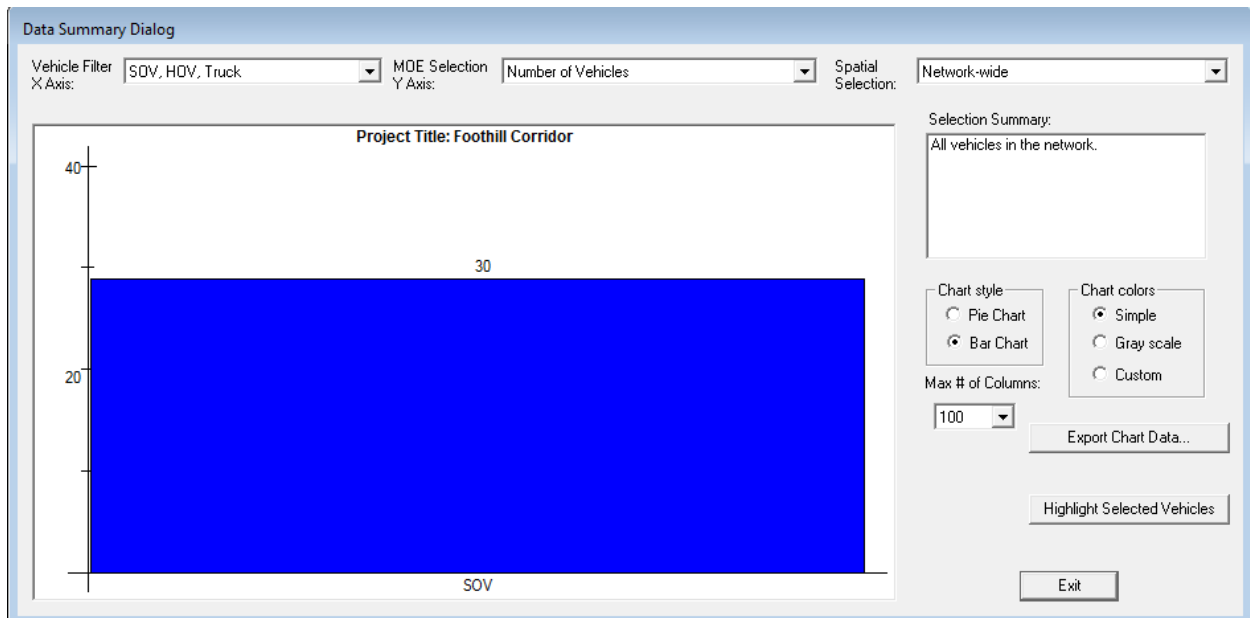 Data Summary Dialog
Vehicle Filter
X Axis:
SOV, HOV, Truck
MOE Selection
Y Axis:
Number of Vehicles
Spatial
Selection:
Network-wide
Project Title: Foothill Corridor
40
30
20
SOV
Selection Summary:
All vehicles in the network.
Chart style
Pie Chart
Bar Chart
Chart colors
Simple
Gray scale
Custom
Max # of Columns:
100
Export Chart Data...
Highlight Selected Vehicles
Exit